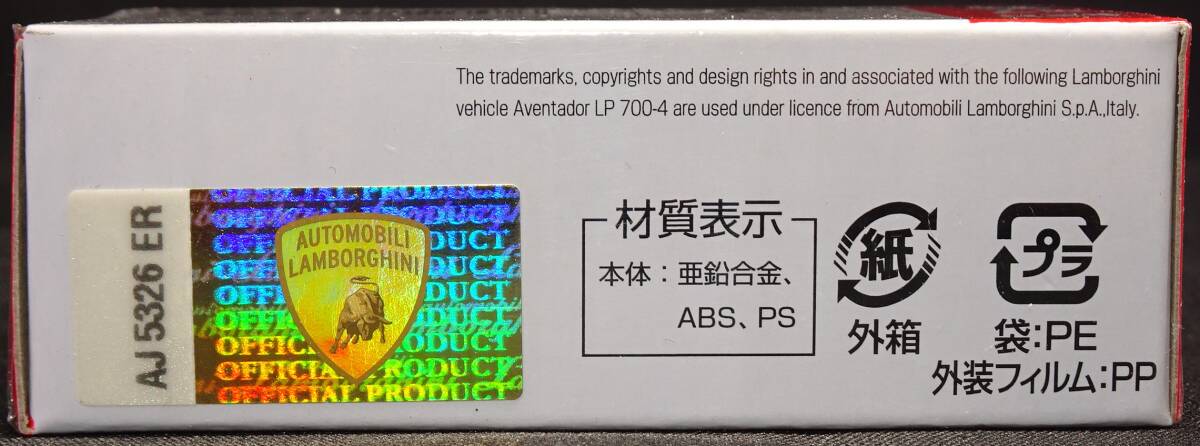 The trademarks, copyrights and design rights in and associated with the following Lamborghini
vehicle Aventador LP 700-4 are used under licence from Automobili Lamborghini S.p.A.,Italy.
AJ 5326 ER
OFFICIAL PRODUCT
AUTOMOBILI
LAMBORGHINI
材質表示
本体：亜鉛合金、
ABS、PS
紙
外箱
プラ
袋:PE
外装フィルム:PP